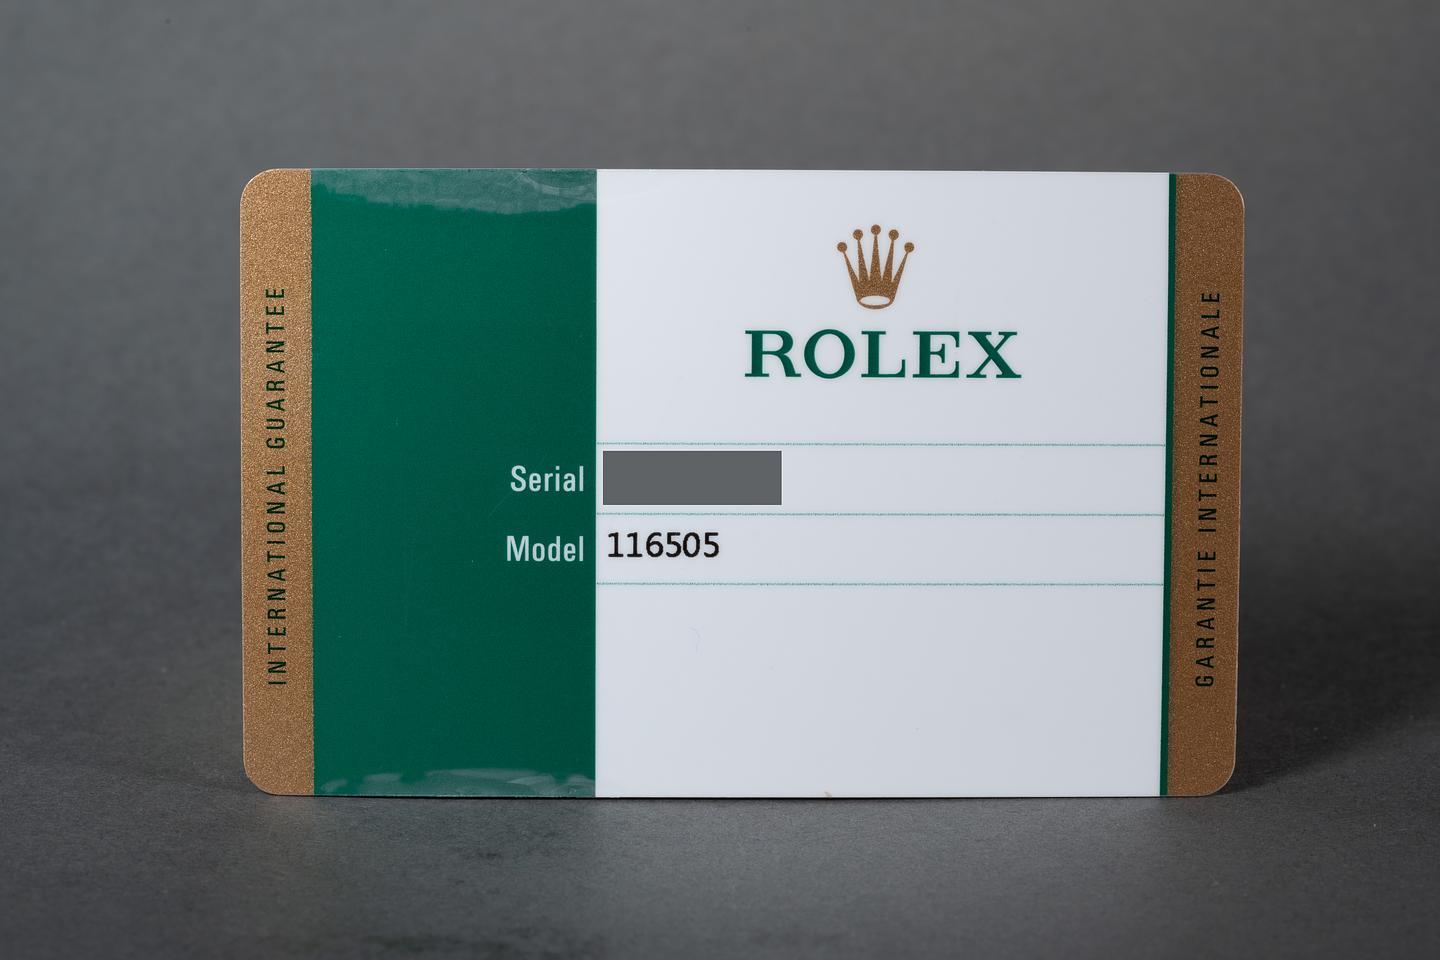 INTERNATIONAL GUARANTEE
ROLEX
Serial
Model 116505
GARANTIE INTERNATIONALE